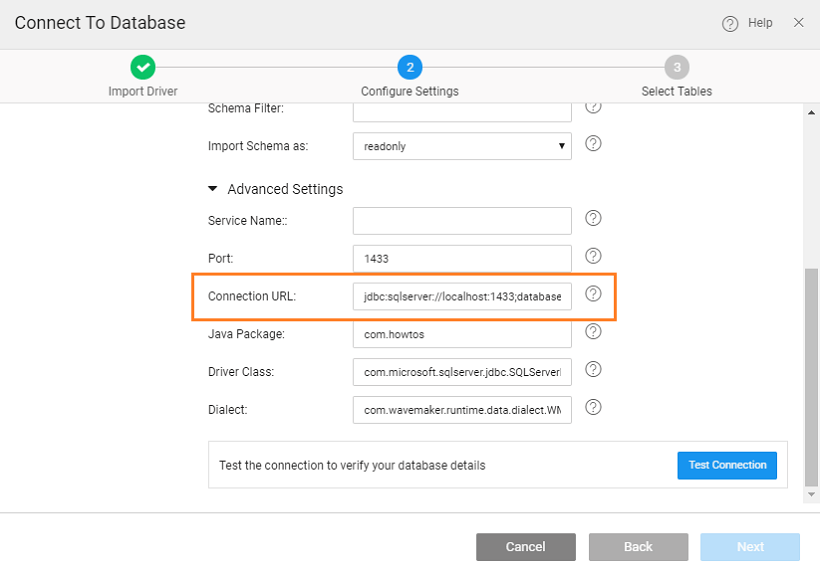 Connect To Database
Help
2
3
Import Driver
Configure Settings
Select Tables
Schema Filter:
Import Schema as: readonly
Advanced Settings
Service Name::
Port: 1433
Connection URL: jdbc:sqlserver://localhost:1433;database
Java Package: com.howtos
Driver Class: com.microsoft.sqlserver.jdbc.SQLServer
Dialect: com.wavemaker.runtime.data.dialect.WM
Test the connection to verify your database details Test Connection
Cancel Back Next